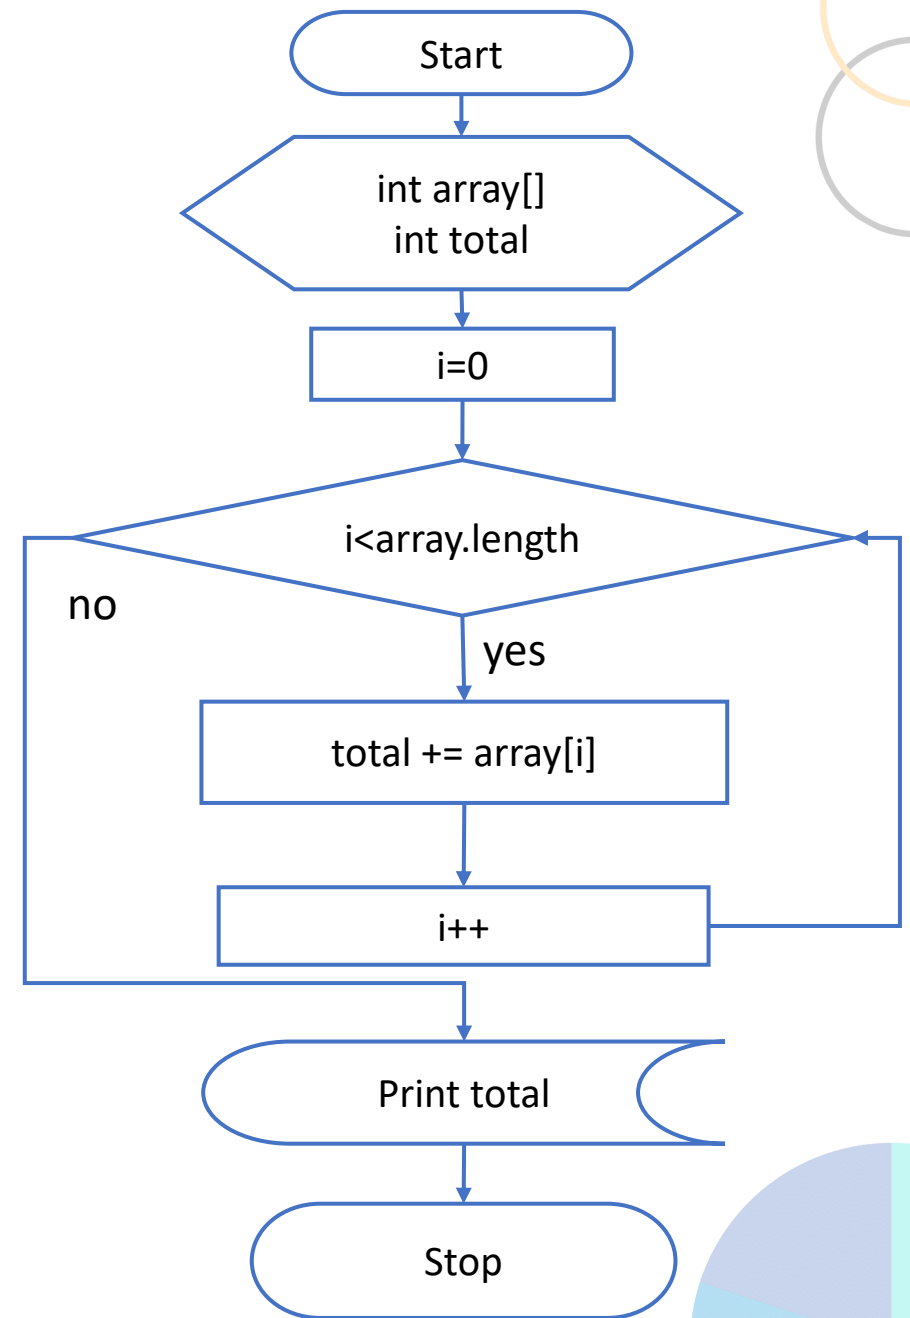 Start
int array[]
int total
i=0
i<array.length
no
yes
total += array[i]
i++
Print total
Stop